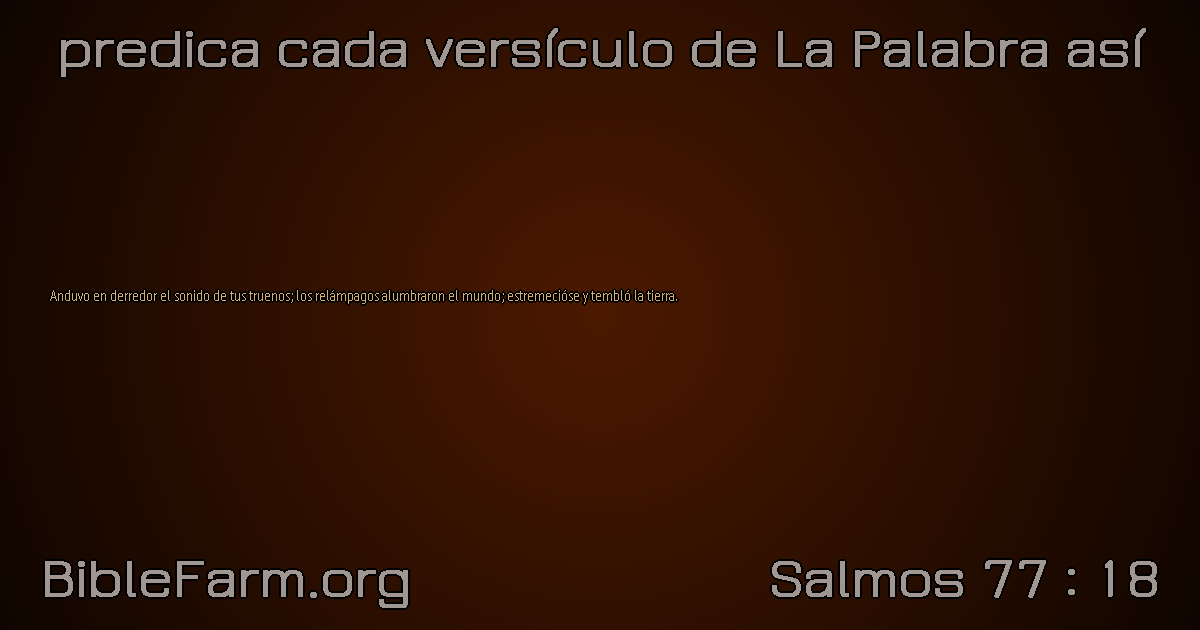 predica cada versículo de La Palabra así
Anduvo en derredor el sonido de tus truenos; los relámpagos alumbraron el mundo; estremecióse y tembló la tierra.
BibleFarm.org
Salmos 77 : 18